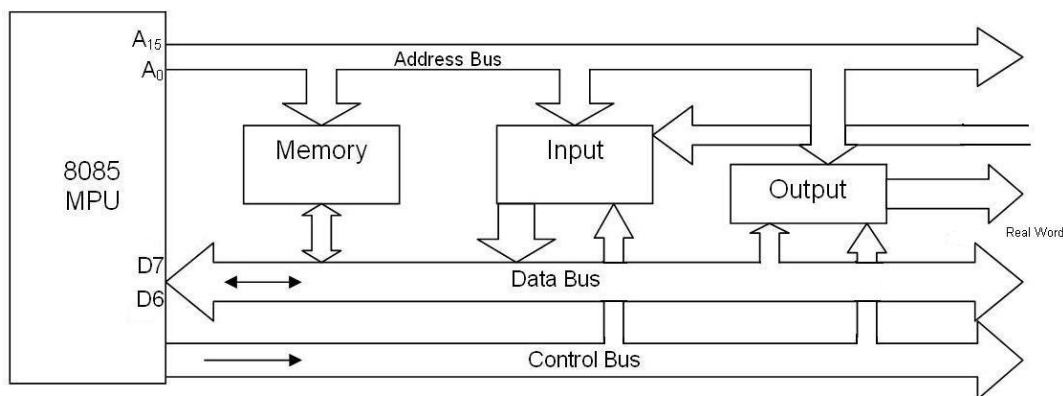 A15
A0
Address Bus
Memory
Input
8085
MPU
Output
Real Word
D7
Data Bus
D6
Control Bus